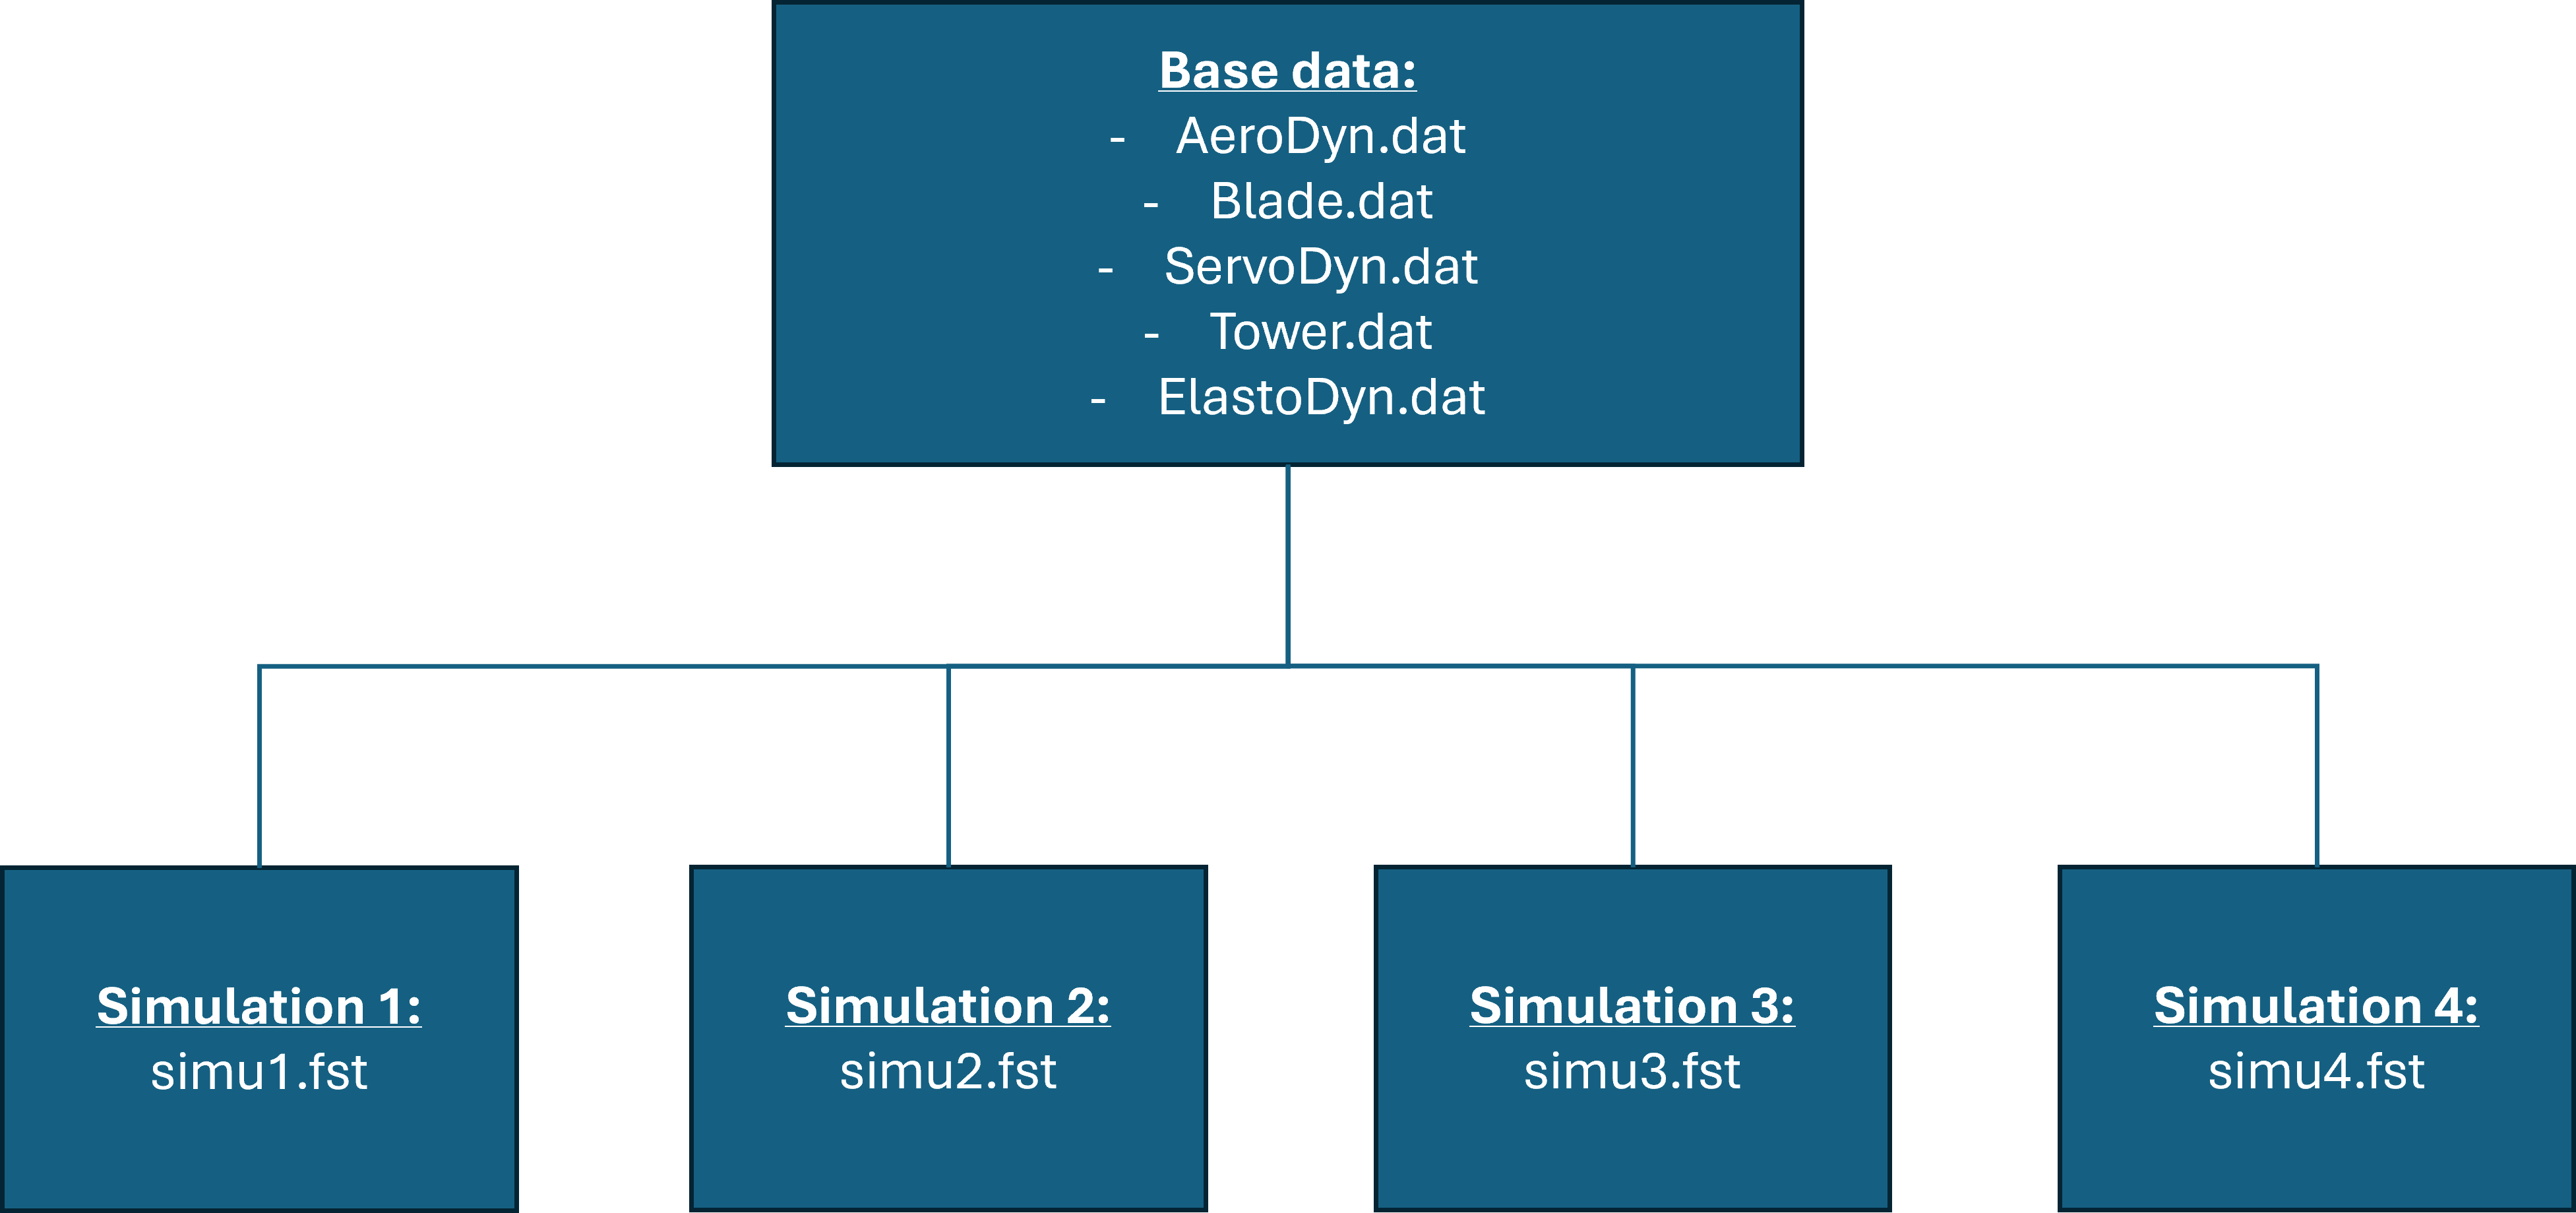 Base data:
- AeroDyn.dat
- Blade.dat
- ServoDyn.dat
- Tower.dat
- ElastoDyn.dat
Simulation 1:
simu1.fst
Simulation 2:
simu2.fst
Simulation 3:
simu3.fst
Simulation 4:
simu4.fst